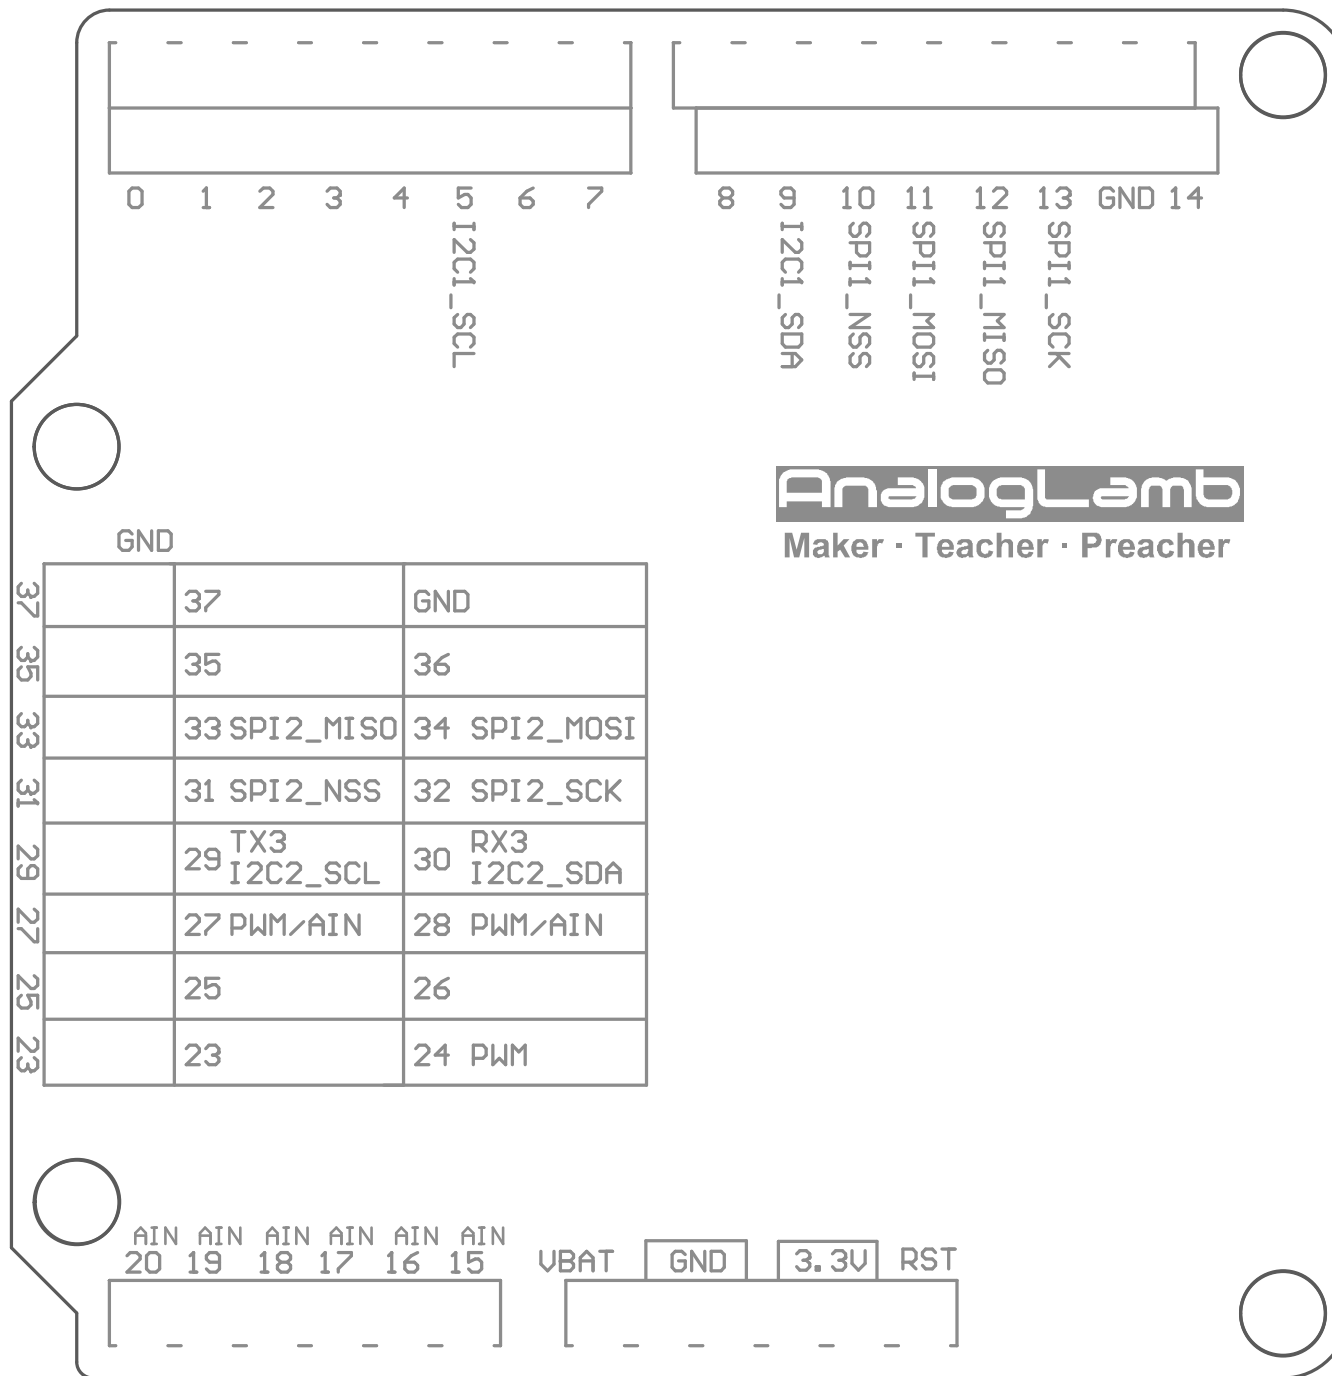 0 1 2 3 4 5 6 7 8 9 10 11 12 13 GND 14
I2C1_SCL
I2C1_SDA
SPI1_NSS
SPI1_MOSI
SPI1_MISO
SPI1_SCK
AnalogLamb
Maker · Teacher · Preacher
GND
37 37 GND
35 35 36
33 33 SPI2_MISO 34 SPI2_MOSI
31 31 SPI2_NSS 32 SPI2_SCK
29 29 TX3 I2C2_SCL 30 RX3 I2C2_SDA
27 27 PWM/AIN 28 PWM/AIN
25 25 26
23 23 24 PWM
AIN AIN AIN AIN AIN AIN
20 19 18 17 16 15 VBAT GND 3.3V RST